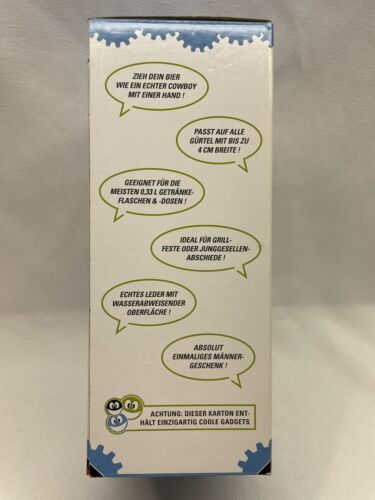 ZIEH DEIN BIER
WIE EIN ECHTER COWBOY
MIT EINER HAND !
PASST AUF ALLE
GÜRTEL MIT BIS ZU
4 CM BREITE !
GEEIGNET FÜR DIE
MEISTEN 0,33 L GETRÄNKE-
FLASCHEN & -DOSEN !
IDEAL FÜR GRILL-
FESTE ODER JUNGGESELLEN-
ABSCHIEDE !
ECHTES LEDER MIT
WASSERABWEISENDER
OBERFLÄCHE !
ABSOLUT
EINMALIGES MÄNNER-
GESCHENK !
ACHTUNG: DIESER KARTON ENT-
HÄLT EINZIGARTIG COOLE GADGETS